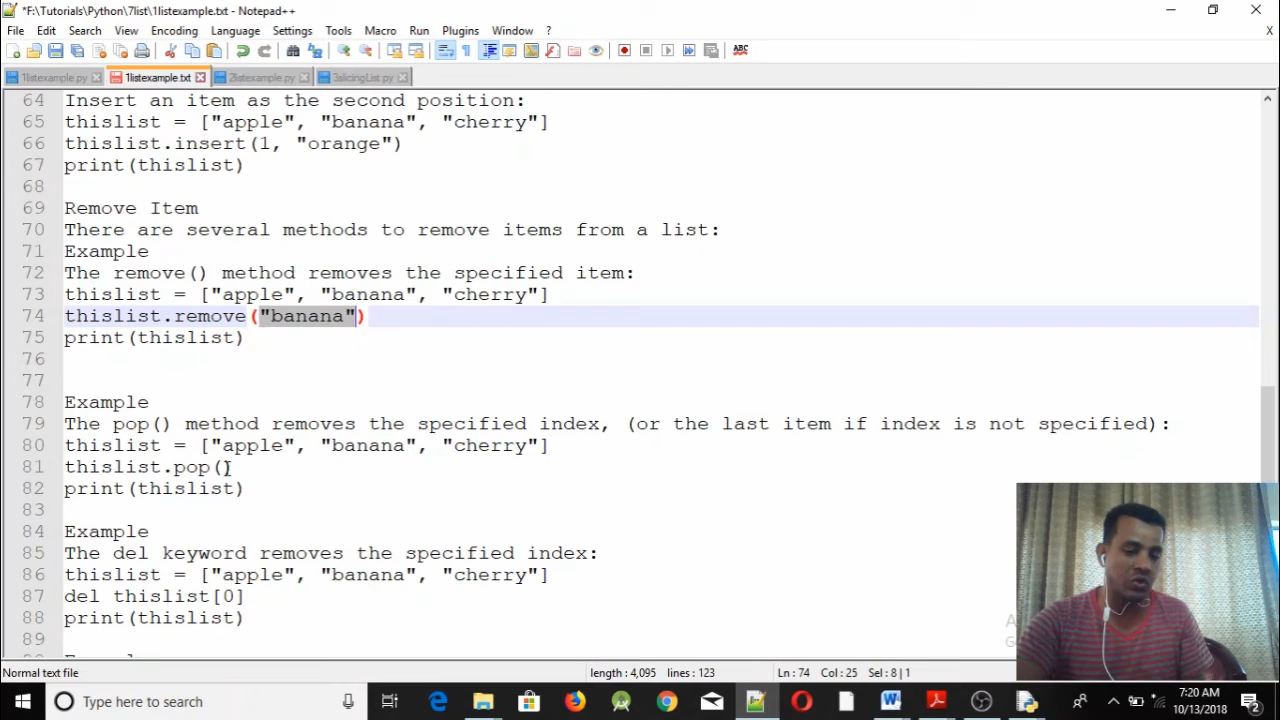 *F:\Tutorials\Python\7list\1listexample.txt - Notepad++
File Edit Search View Encoding Language Settings Tools Macro Run Plugins Window ? X
1listexample.py 1listexample.txt 2listexample.py 3slicingList.py
64 Insert an item as the second position:
65 thislist = ["apple", "banana", "cherry"]
66 thislist.insert(1, "orange")
67 print(thislist)
68
69 Remove Item
70 There are several methods to remove items from a list:
71 Example
72 The remove() method removes the specified item:
73 thislist = ["apple", "banana", "cherry"]
74 thislist.remove("banana")
75 print(thislist)
76
77
78 Example
79 The pop() method removes the specified index, (or the last item if index is not specified):
80 thislist = ["apple", "banana", "cherry"]
81 thislist.pop()
82 print(thislist)
83
84 Example
85 The del keyword removes the specified index:
86 thislist = ["apple", "banana", "cherry"]
87 del thislist[0]
88 print(thislist)
89
Normal text file length : 4,095 lines : 123 Ln : 74 Col : 25 Sel : 8 | 1
Type here to search
7:20 AM
10/13/2018
2